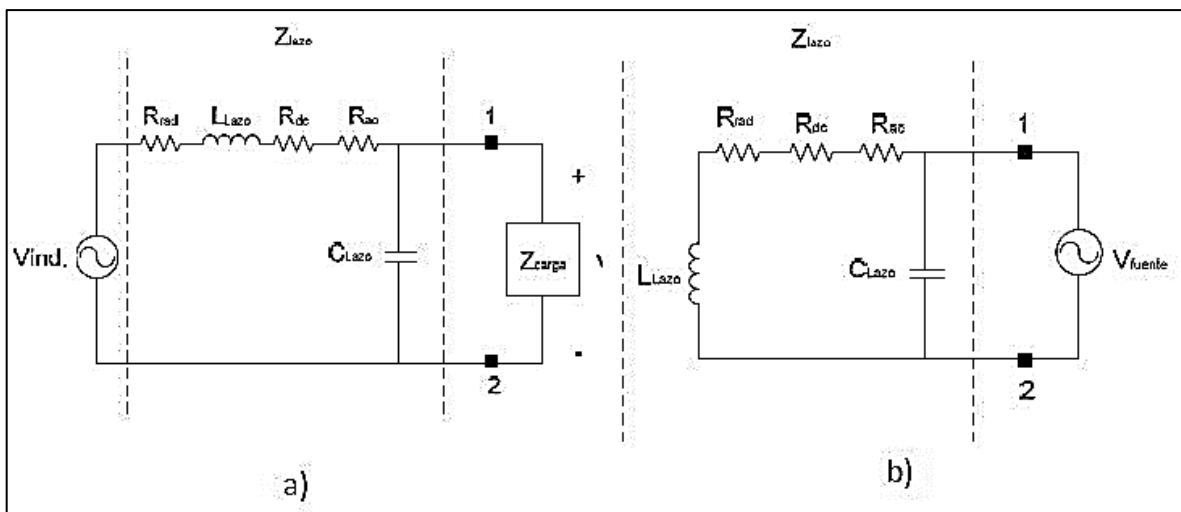 Zlazo
Rrad
LLazo
Rdc
Rac
1
+
Vind.
CLazo
Zcarga
-
2
a)
Zlazo
Rrad
Rdc
Rac
1
LLazo
CLazo
Vfuente
2
b)